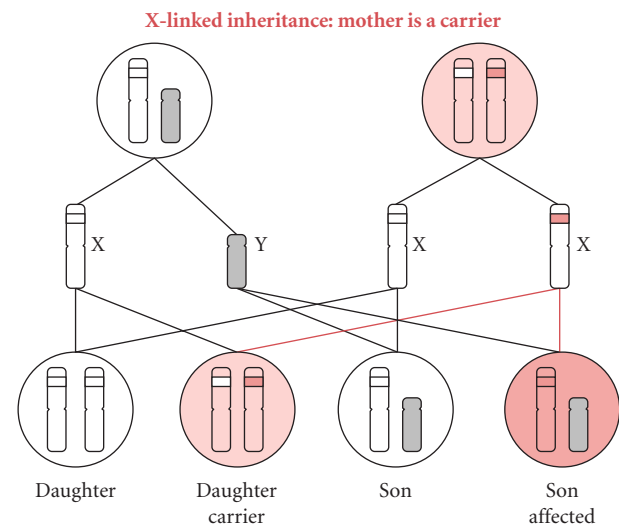 X-linked inheritance: mother is a carrier
X
Y
X
X
Daughter
Daughter
carrier
Son
Son
affected